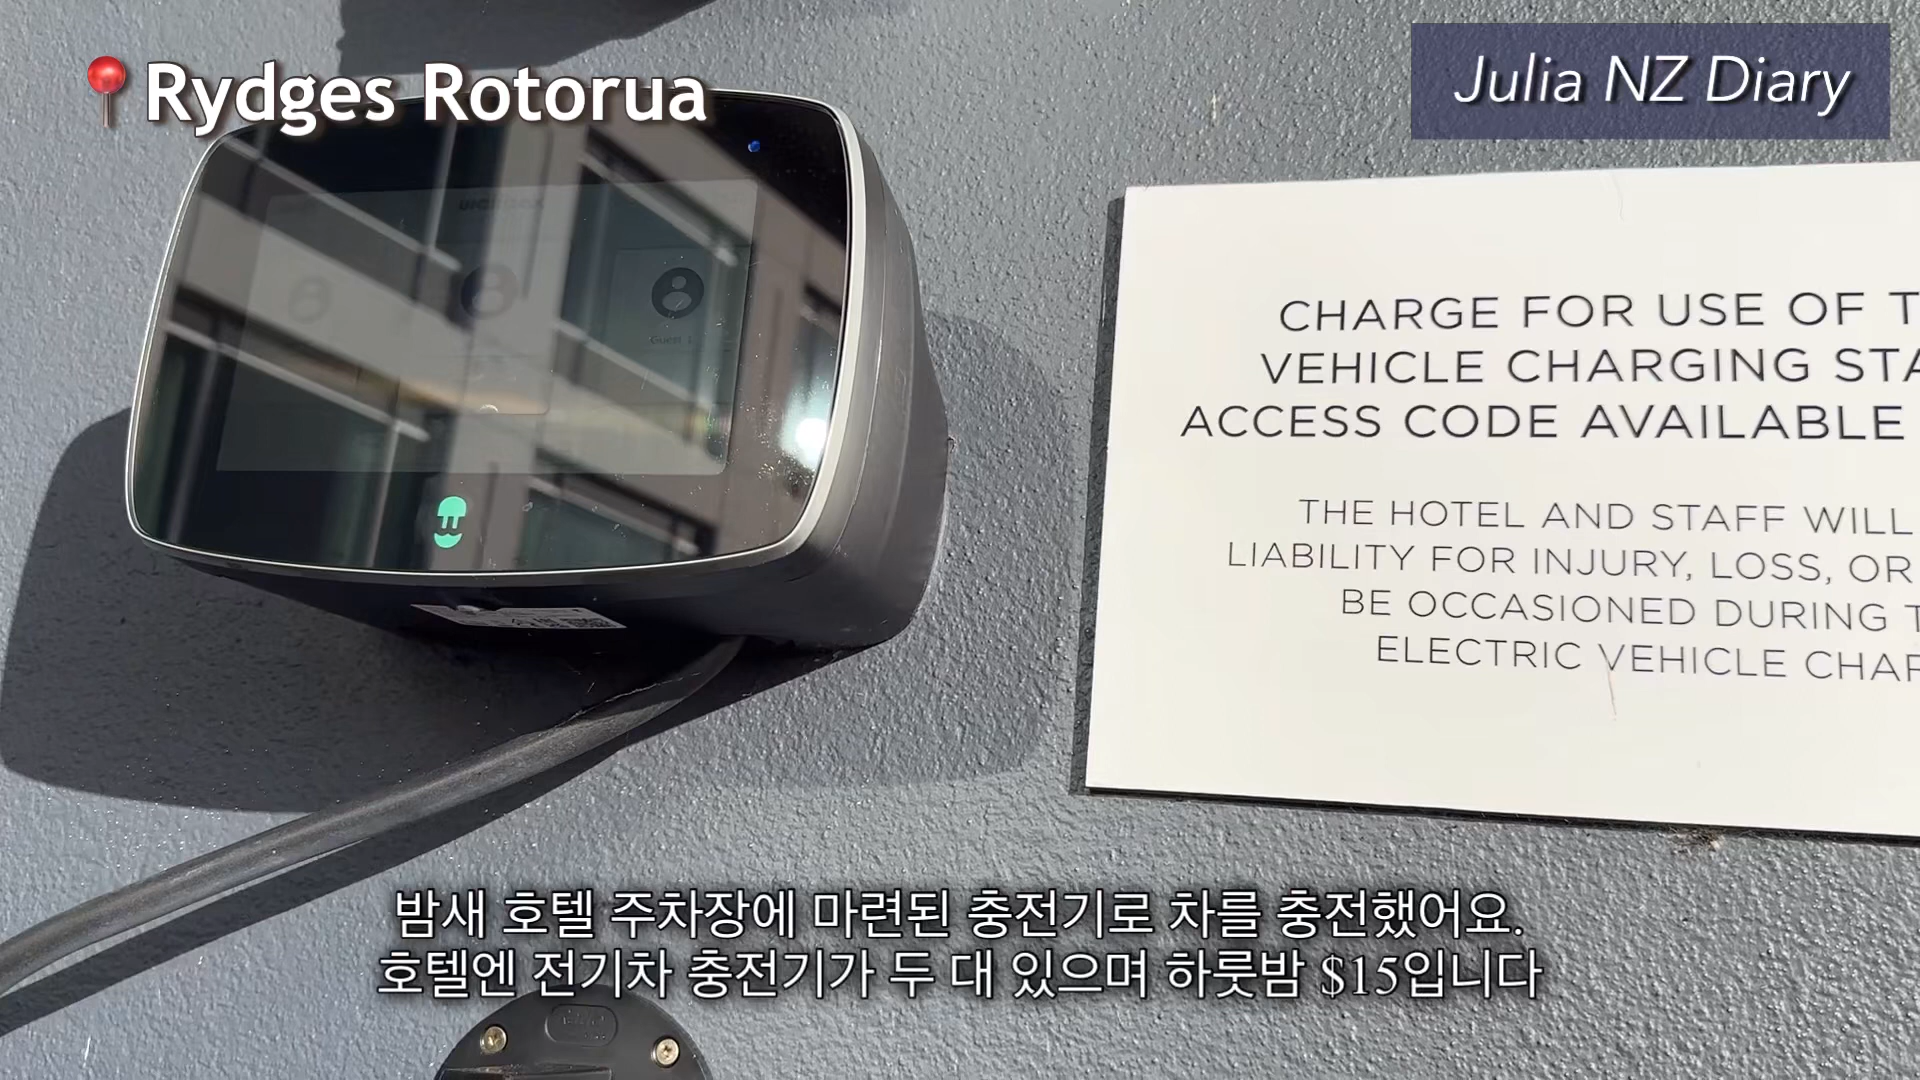 Rydges Rotorua
Julia NZ Diary
Guest 1
CHARGE FOR USE OF
VEHICLE CHARGING
ACCESS CODE AVAILABLE
THE HOTEL AND STAFF WILL
LIABILITY FOR INJURY, LOSS, OR
BE OCCASIONED DURING
ELECTRIC VEHICLE
밤새 호텔 주차장에 마련된 충전기로 차를 충전했어요.
호텔엔 전기차 충전기가 두 대 있으며 하룻밤 $15입니다